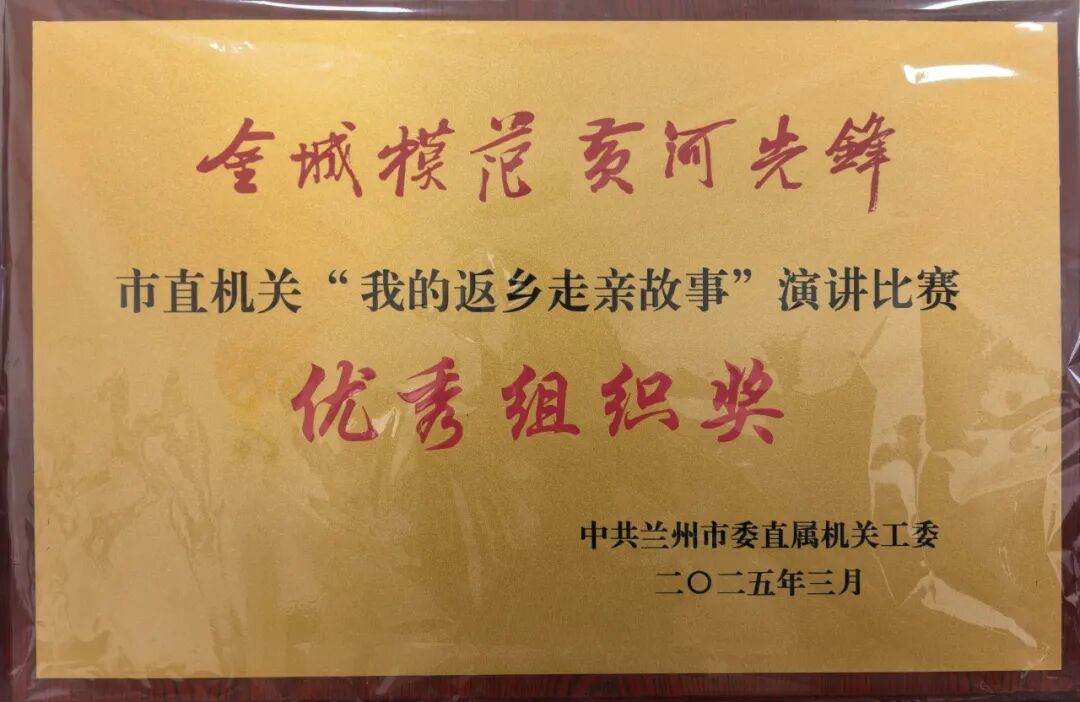 金城模范 黄河先锋
市直机关“我的返乡走亲故事”演讲比赛
优秀组织奖
中共兰州市委直属机关工委
二〇二五年三月